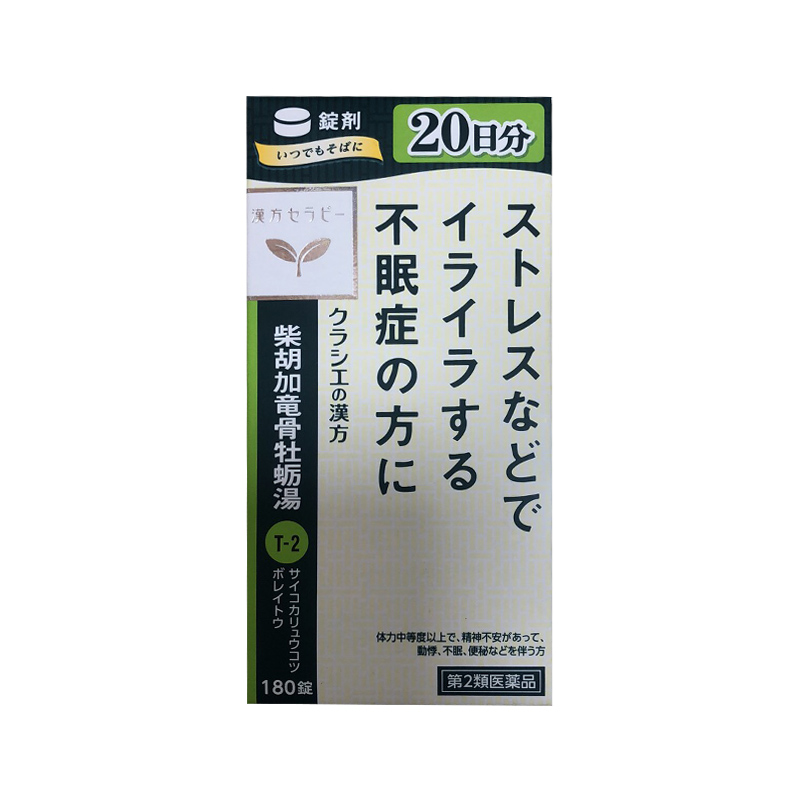 錠剤
いつでもそばに
20日分
漢方セラピー
ストレスなどで
イライラする
不眠症の方に
クラシエの漢方
柴胡加竜骨牡蛎湯
T-2
サイコカリュウコツ
ボレイトウ
180錠
体力中等度以上で、精神不安があって、
動悸、不眠、便秘などを伴う方
第2類医薬品